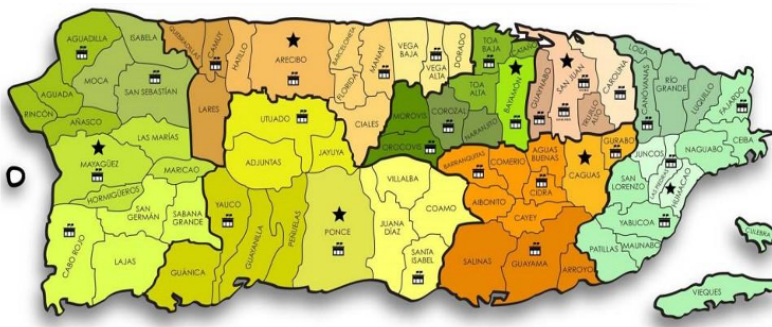 AGUADILLA
ISABELA
QUEBRADILLAS
CAMUY
HATILLO
ARECIBO
BARCELONETA
FLORIDAS
MANATÍ
VEGA
BAJA
VEGA
ALTA
DORADO
TOA
BAJA
CATAÑO
TOA
ALTA
BAYAMÓN
GUAYNABO
SAN JUAN
TRUJILLO
ALTO
CAROLINA
LOIZA
CANOVANAS
RÍO
GRANDE
LUQUILLO
FAJARDO
CEIBA
MOCA
SAN SEBASTIÁN
AGUADA
RINCÓN
AÑASCO
LARES
UTUADO
CIALES
MOROVIS
OROCOVIS
COROZAL
NARANJITO
LAS MARÍAS
MAYAGÜEZ
MARICAO
HORMIGÜEROS
ADJUNTAS
JAYUYA
BARRANQUITAS
COMERIO
AGUAS
BUENAS
CIDRA
CAGUAS
GURABO
JUNCOS
LAS PIEDRAS
HUMACAO
NAGUABO
SAN
LORENZO
YABUCOA
MAUNABO
PATILLAS
CABO ROJO
SAN
GERMÁN
SABANA
GRANDE
LAJAS
YAUCO
GUÁNICA
GUAYANILLA
PEÑUELAS
PONCE
VILLALBA
JUANA
DÍAZ
COAMO
SANTA
ISABEL
AIBONITO
CAYEY
SALINAS
GUAYAMA
ARROYO
CULEBRA
VIEQUES